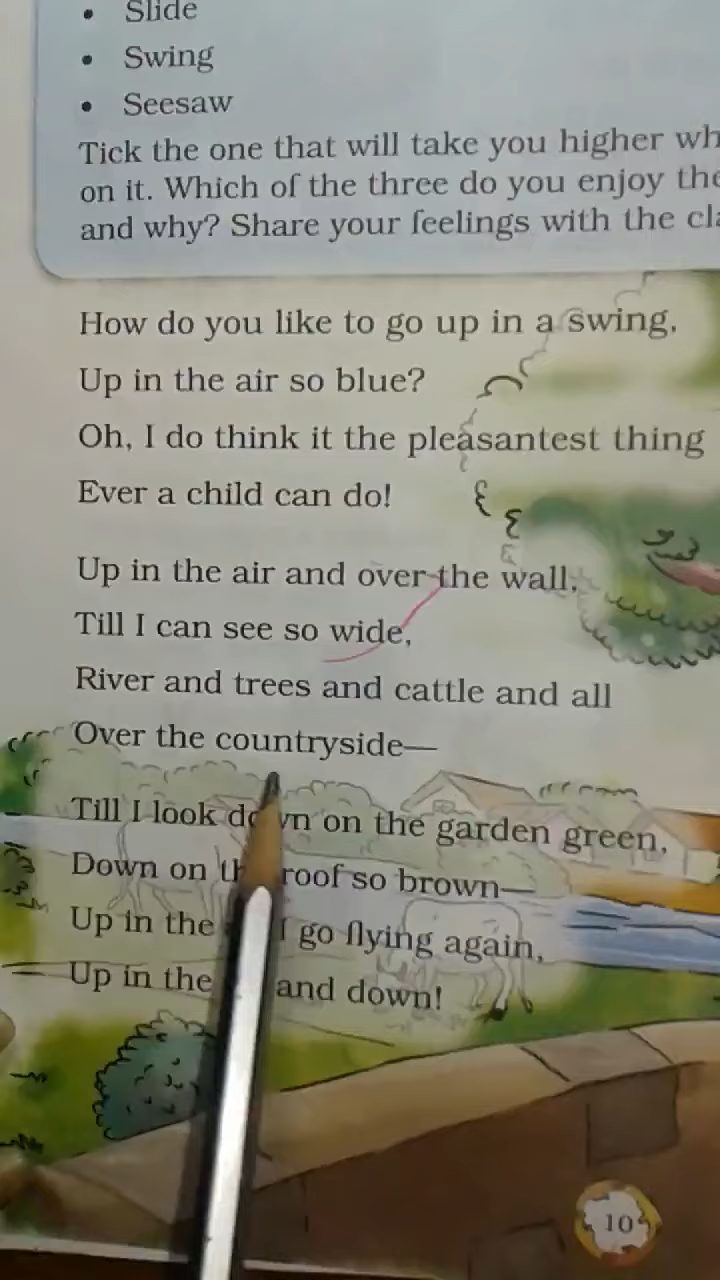 • Slide
• Swing
• Seesaw
Tick the one that will take you higher wh
on it. Which of the three do you enjoy the
and why? Share your feelings with the cla
How do you like to go up in a swing,
Up in the air so blue?
Oh, I do think it the pleasantest thing
Ever a child can do!
Up in the air and over the wall,
Till I can see so wide,
River and trees and cattle and all
Over the countryside—
Till I look down on the garden green,
Down on th roof so brown—
Up in the I go flying again,
Up in the and down!
10